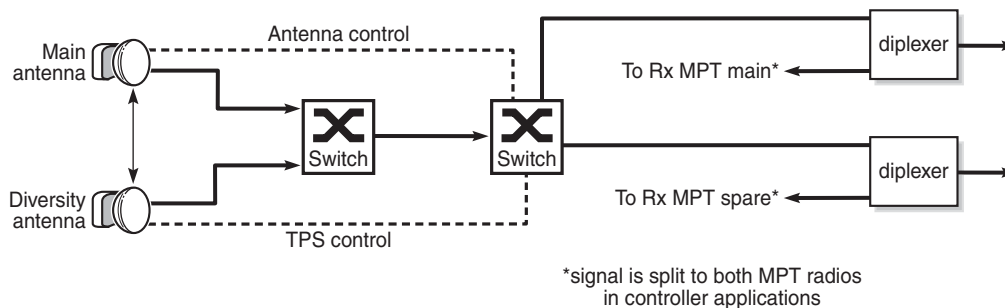 Main
antenna
Antenna control
diplexer
To Rx MPT main*
Switch
Switch
diplexer
Diversity
antenna
To Rx MPT spare*
TPS control
*signal is split to both MPT radios
in controller applications